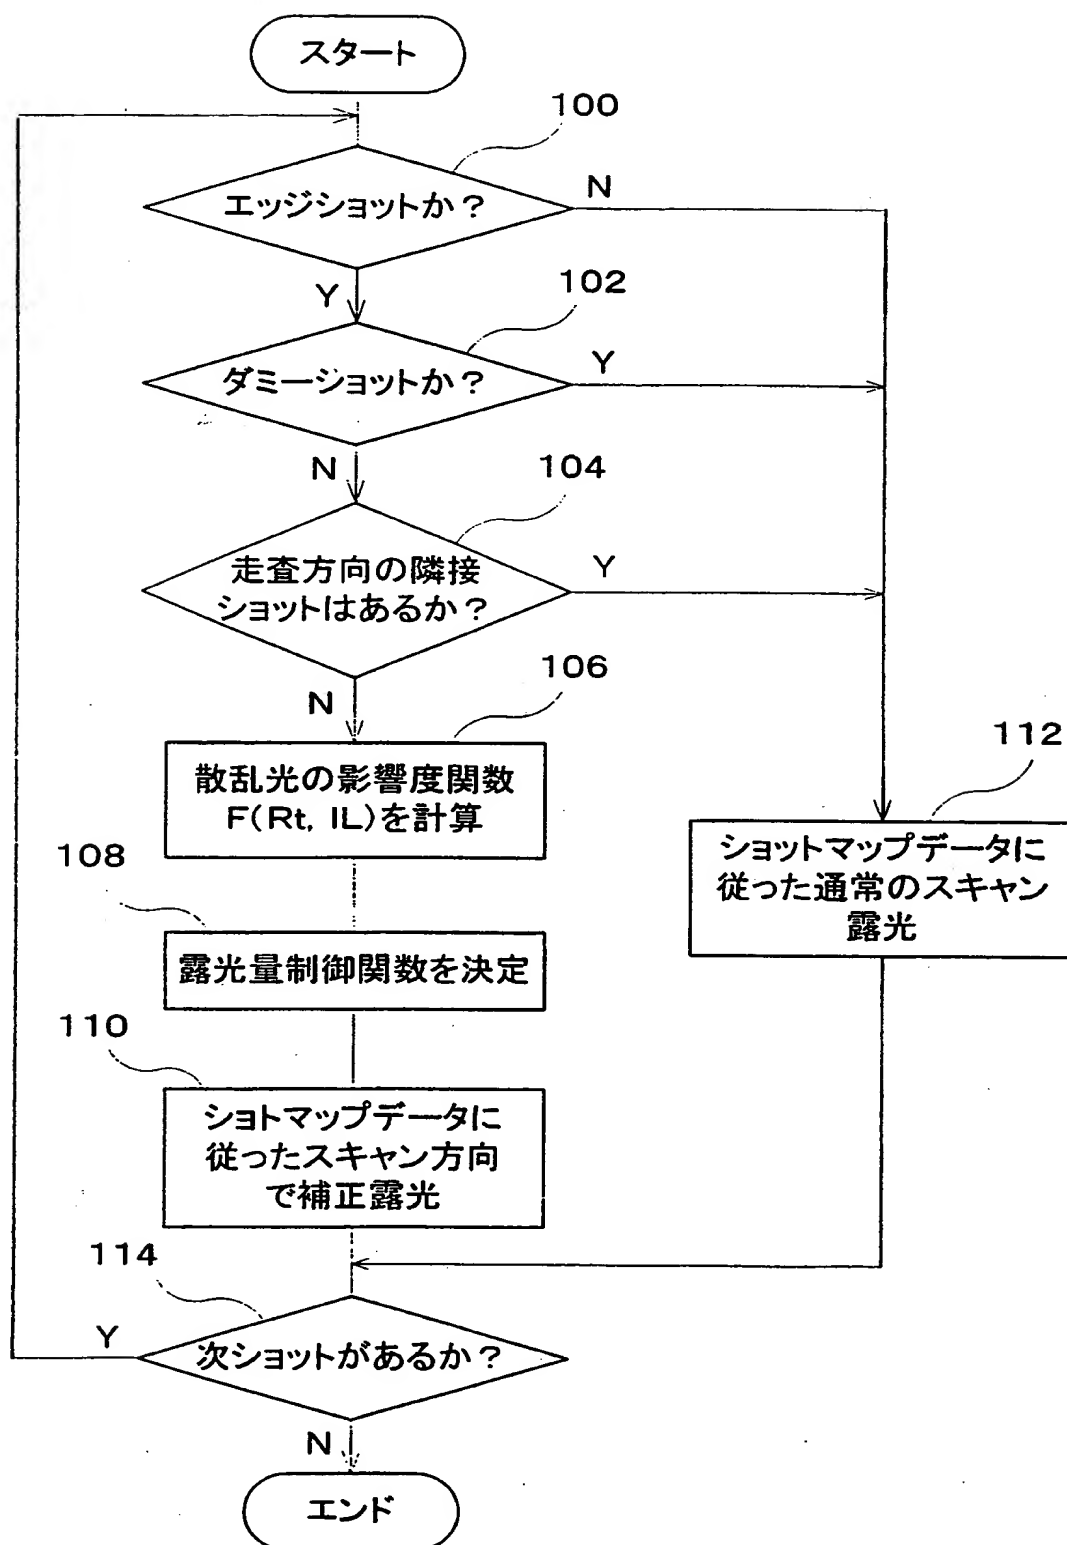 スタート
100
エッジショットか？
N
Y
102
ダミーショットか？
Y
N
104
走査方向の隣接
ショットはあるか？
Y
N
106
散乱光の影響度関数
F(Rt, IL)を計算
108
露光量制御関数を決定
110
ショトマップデータに
従ったスキャン方向
で補正露光
112
ショットマップデータに
従った通常のスキャン
露光
114
次ショットがあるか？
Y
N
エンド